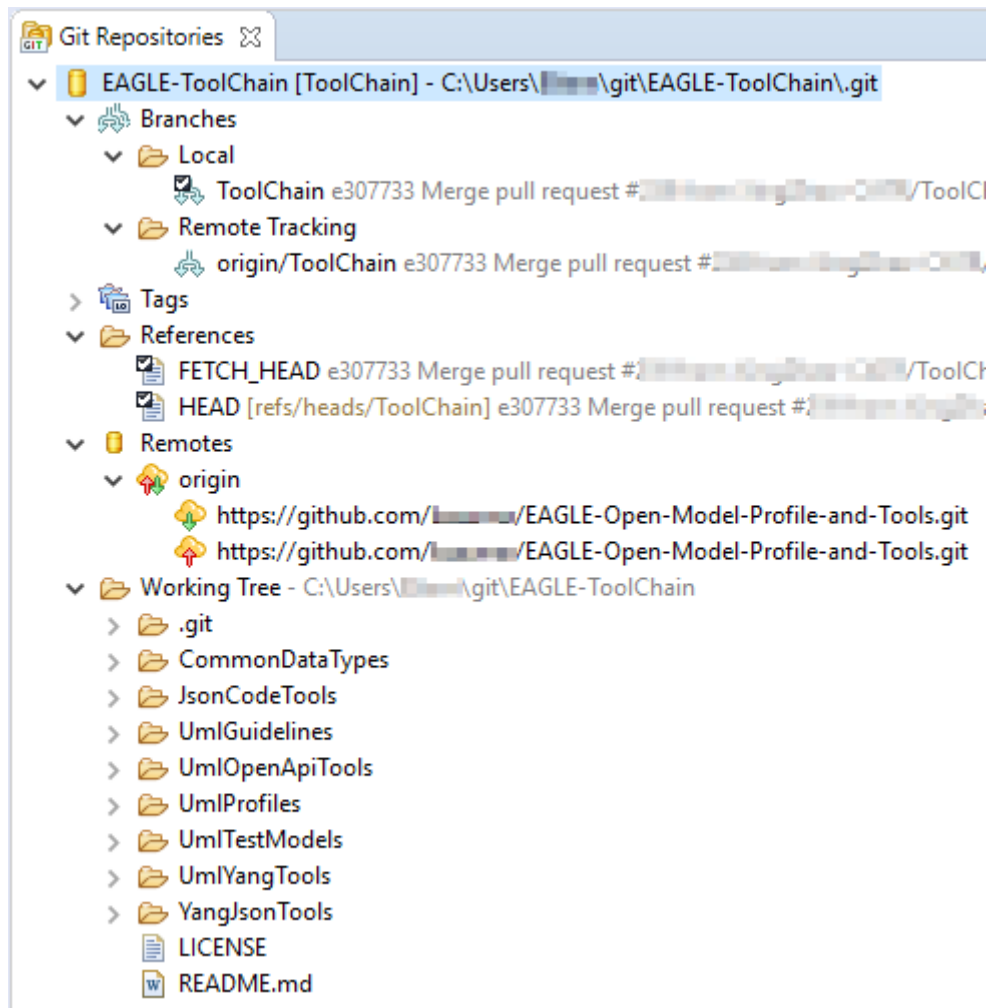 Git Repositories
EAGLE-ToolChain [ToolChain] - C:\Users\ \git\EAGLE-ToolChain\.git
Branches
Local
ToolChain e307733 Merge pull request # /ToolCl
Remote Tracking
origin/ToolChain e307733 Merge pull request #
Tags
References
FETCH_HEAD e307733 Merge pull request # /ToolCh
HEAD [refs/heads/ToolChain] e307733 Merge pull request #
Remotes
origin
https://github.com/ /EAGLE-Open-Model-Profile-and-Tools.git
https://github.com/ /EAGLE-Open-Model-Profile-and-Tools.git
Working Tree - C:\Users\ \git\EAGLE-ToolChain
.git
CommonDataTypes
JsonCodeTools
UmlGuidelines
UmlOpenApiTools
UmlProfiles
UmlTestModels
UmlYangTools
YangJsonTools
LICENSE
README.md